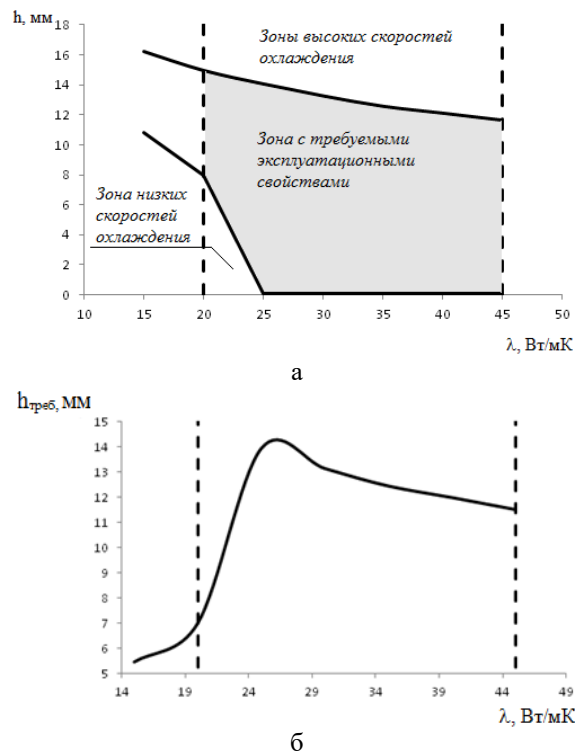 h, мм
18
16
14
12
10
8
6
4
2
0
Зоны высоких скоростей
охлаждения
Зона с требуемыми
эксплуатационными
свойствами
Зона низких
скоростей
охлаждения
10 15 20 25 30 35 40 45 50
λ, Вт/мК
а
hтреб, мм
15
14
13
12
11
10
9
8
7
6
5
14 19 24 29 34 39 44 49
λ, Вт/мК
б